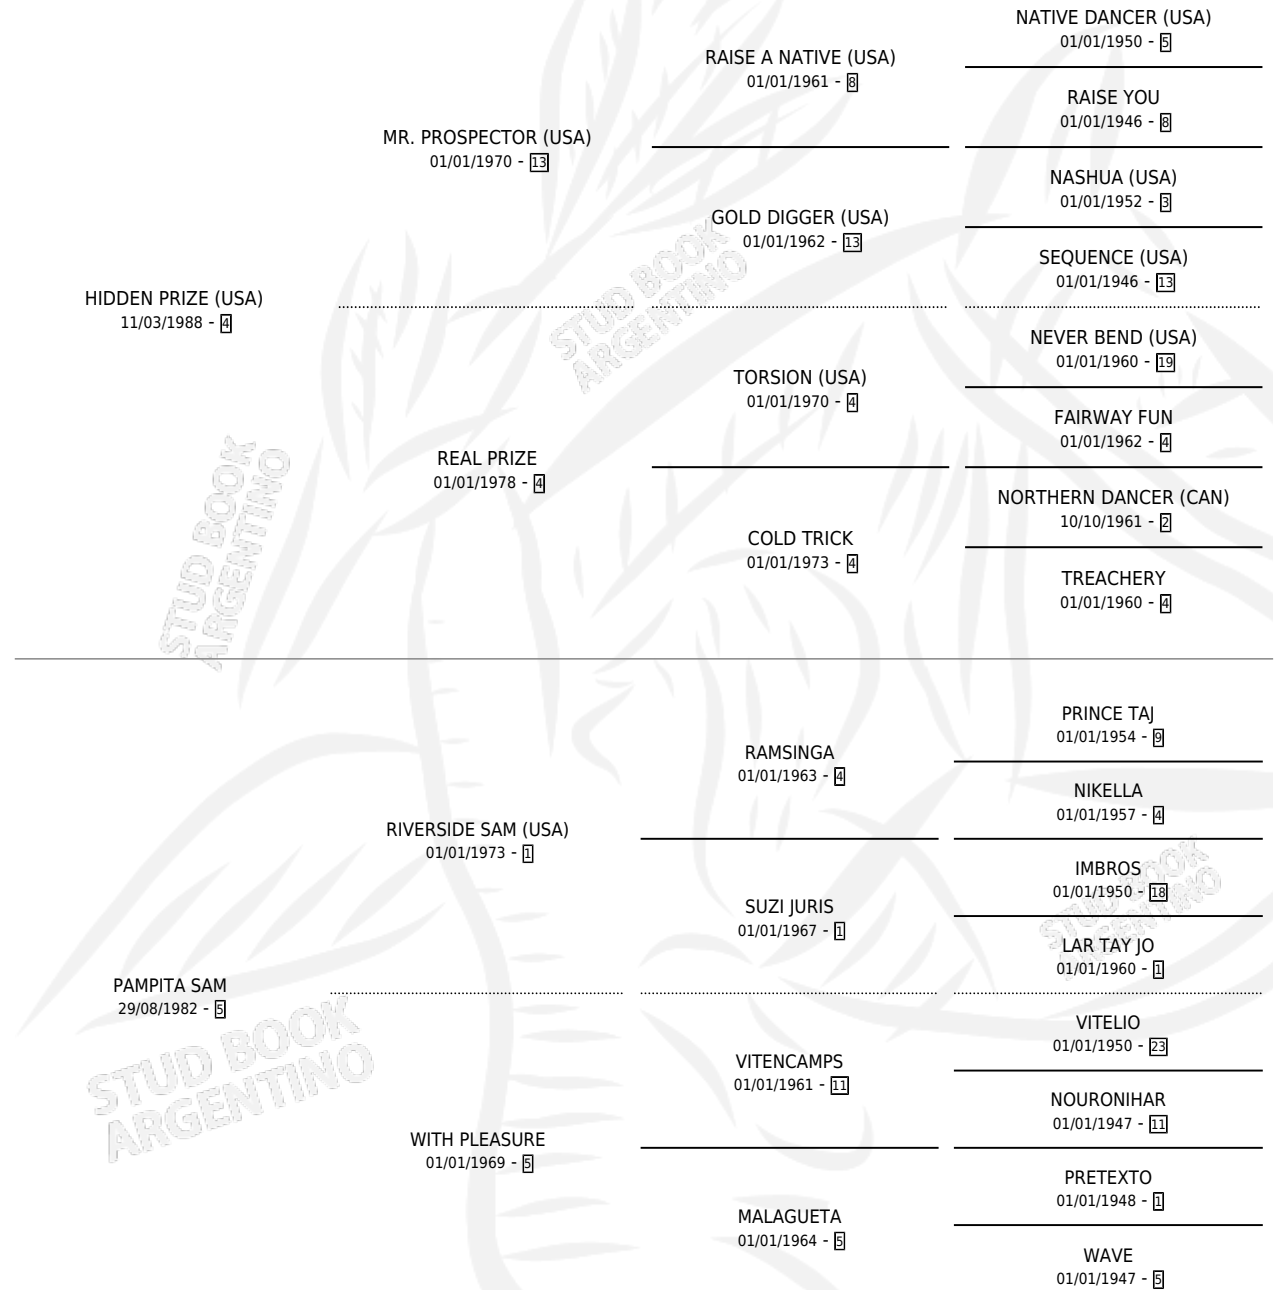 NATIVE DANCER (USA)
01/01/1950 - 5
RAISE A NATIVE (USA)
01/01/1961 - 8
RAISE YOU
01/01/1946 - 8
MR. PROSPECTOR (USA)
01/01/1970 - 13
NASHUA (USA)
01/01/1952 - 3
GOLD DIGGER (USA)
01/01/1962 - 13
SEQUENCE (USA)
01/01/1946 - 13
HIDDEN PRIZE (USA)
11/03/1988 - 4
STUD BOOK
ARGENTINO
NEVER BEND (USA)
01/01/1960 - 19
TORSION (USA)
01/01/1970 - 4
FAIRWAY FUN
01/01/1962 - 4
REAL PRIZE
01/01/1978 - 4
NORTHERN DANCER (CAN)
10/10/1961 - 2
COLD TRICK
01/01/1973 - 4
TREACHERY
01/01/1960 - 4
STUD BOOK
ARGENTINO
PRINCE TAJ
01/01/1954 - 9
RAMSINGA
01/01/1963 - 4
NIKELLA
01/01/1957 - 4
RIVERSIDE SAM (USA)
01/01/1973 - 1
IMBROS
01/01/1950 - 18
SUZI JURIS
01/01/1967 - 1
STUD BOOK
ARGENTINO
LAR TAY JO
01/01/1960 - 1
PAMPITA SAM
29/08/1982 - 5
STUD BOOK
ARGENTINO
VITELIO
01/01/1950 - 23
VITENCAMPS
01/01/1961 - 11
NOURONIHAR
01/01/1947 - 11
WITH PLEASURE
01/01/1969 - 5
PRETEXTO
01/01/1948 - 1
MALAGUETA
01/01/1964 - 5
WAVE
01/01/1947 - 5